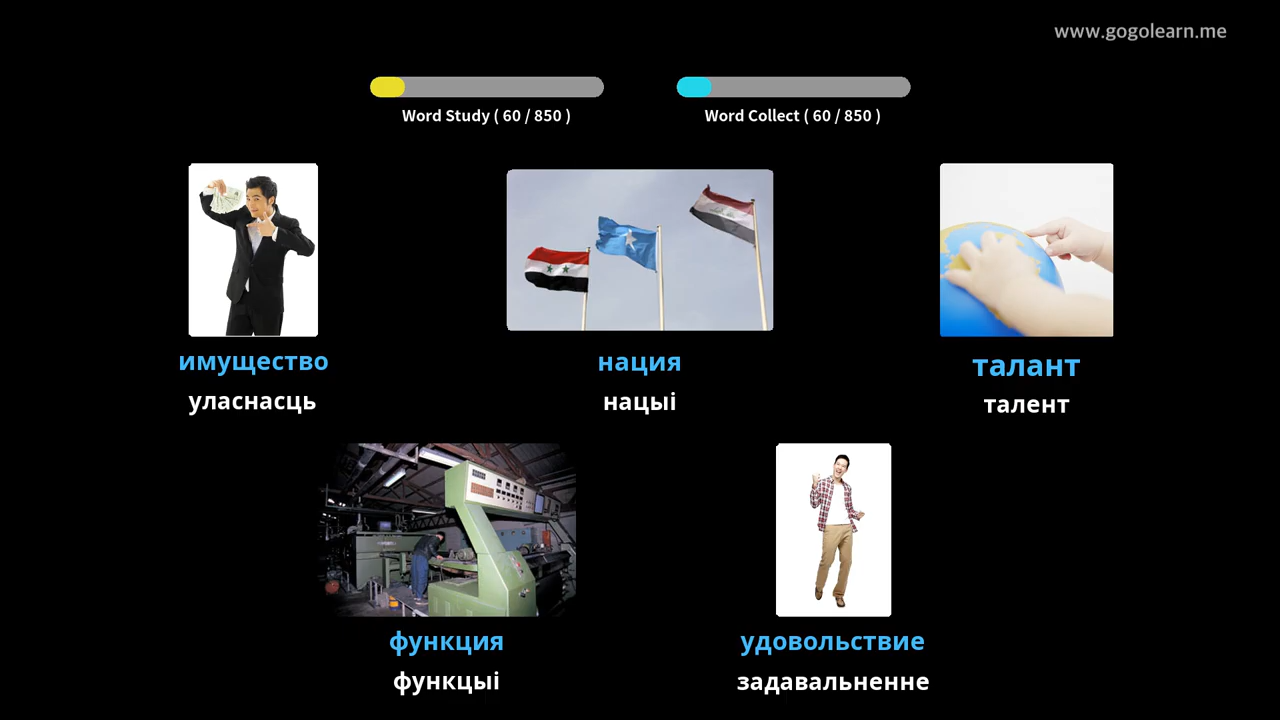 www.gogolearn.me
Word Study ( 60 / 850 )
Word Collect ( 60 / 850 )
имущество
уласнасць
нация
нацыі
талант
талент
функция
функцыі
удовольствие
задавальненне